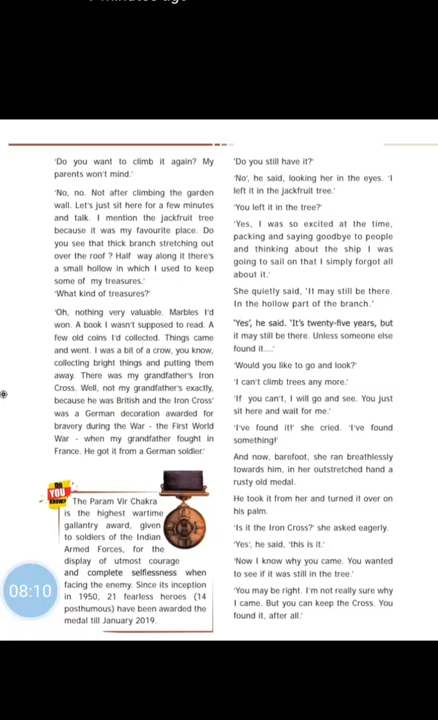 'Do you want to climb it again? My
parents won't mind.'
'No, no. Not after climbing the garden
wall. Let's just sit here for a few minutes
and talk. I mention the jackfruit tree
because it was my favourite place. Do
you see that thick branch stretching out
over the roof ? Half way along it there's
a small hollow in which I used to keep
some of my treasures.'
'What kind of treasures?'
'Oh, nothing very valuable. Marbles I'd
won. A book I wasn't supposed to read. A
few old coins I'd collected. Things came
and went. I was a bit of a crow, you know,
collecting bright things and putting them
away. There was my grandfather's Iron
Cross. Well, not my grandfather's exactly,
because he was British and the Iron Cross'
was a German decoration awarded for
bravery during the War - the First World
War - when my grandfather fought in
France. He got it from a German soldier.'
DO
YOU
KNOW?
The Param Vir Chakra
is the highest wartime
gallantry award, given
to soldiers of the Indian
Armed Forces, for the
display of utmost courage
and complete selflessness when
facing the enemy. Since its inception
in 1950, 21 fearless heroes (14
posthumous) have been awarded the
medal till January 2019.
08:10
'Do you still have it?'
'No', he said, looking her in the eyes. 'I
left it in the jackfruit tree.'
'You left it in the tree?'
'Yes, I was so excited at the time,
packing and saying goodbye to people
and thinking about the ship I was
going to sail on that I simply forgot all
about it.'
She quietly said, 'It may still be there.
In the hollow part of the branch.'
'Yes', he said. 'It's twenty-five years, but
it may still be there. Unless someone else
found it....'
'Would you like to go and look?'
'I can't climb trees any more.'
'If you can't, I will go and see. You just
sit here and wait for me.'
'I've found it!' she cried. 'I've found
something!'
And now, barefoot, she ran breathlessly
towards him, in her outstretched hand a
rusty old medal.
He took it from her and turned it over on
his palm.
'Is it the Iron Cross?' she asked eagerly.
'Yes', he said, 'this is it.'
'Now I know why you came. You wanted
to see if it was still in the tree.'
'You may be right. I'm not really sure why
I came. But you can keep the Cross. You
found it, after all.'